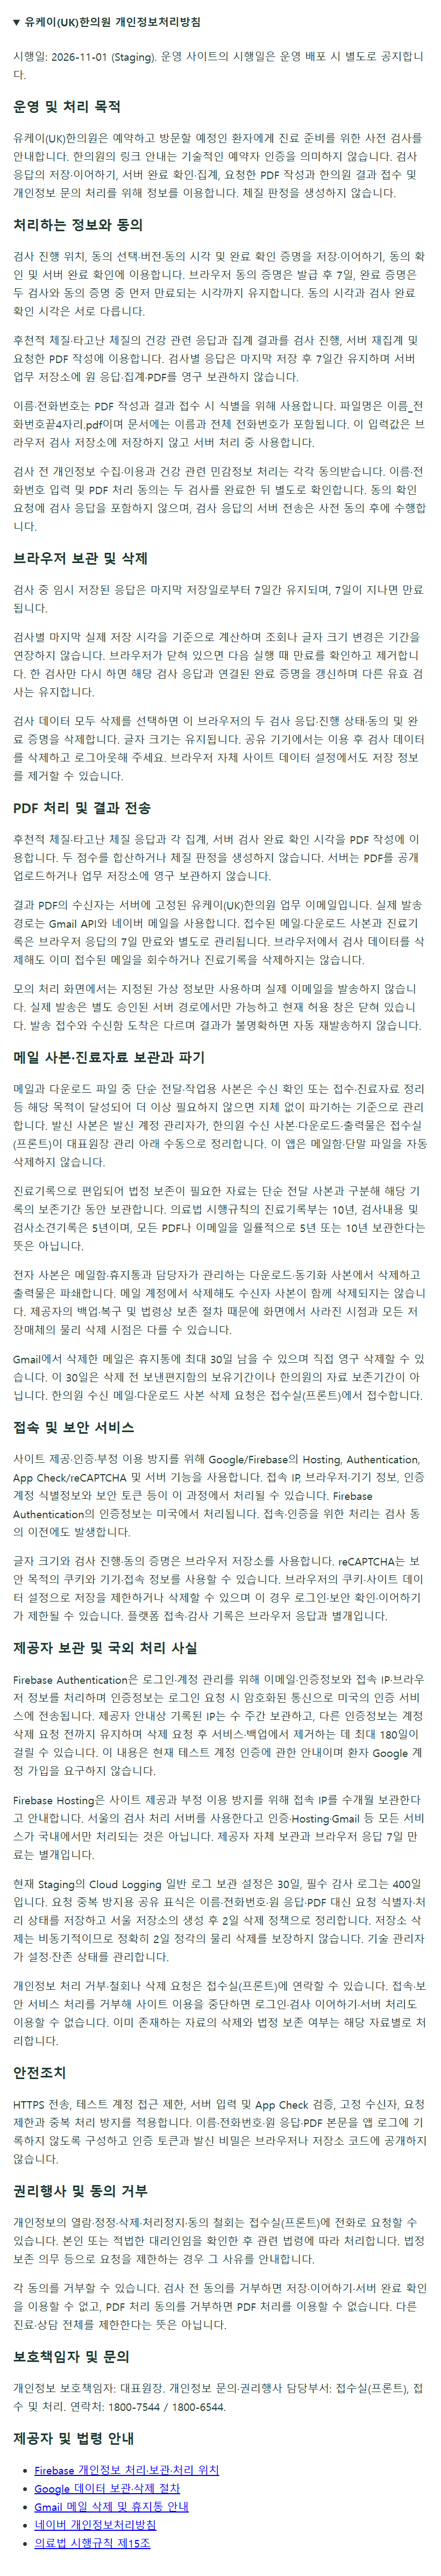 ▼ 유케이(UK)한의원 개인정보처리방침
시행일: 2026-11-01 (Staging). 운영 사이트의 시행일은 운영 배포 시 별도로 공지합니
다.
운영 및 처리 목적
유케이(UK)한의원은 예약하고 방문할 예정인 환자에게 진료 준비를 위한 사전 검사를
안내합니다. 한의원의 링크 안내는 기술적인 예약자 인증을 의미하지 않습니다. 검사
응답의 저장·이어하기, 서버 완료 확인·집계, 요청한 PDF 작성과 한의원 결과 접수 및
개인정보 문의 처리를 위해 정보를 이용합니다. 체질 판정을 생성하지 않습니다.
처리하는 정보와 동의
검사 진행 위치, 동의 선택·버전·동의 시각 및 완료 확인 증명을 저장·이어하기, 동의 확
인 및 서버 완료 확인에 이용합니다. 브라우저 동의 증명은 발급 후 7일, 완료 증명은
두 검사와 동의 증명 중 먼저 만료되는 시각까지 유지합니다. 동의 시각과 검사 완료
확인 시각은 서로 다릅니다.
후천적 체질·타고난 체질의 건강 관련 응답과 집계 결과를 검사 진행, 서버 재집계 및
요청한 PDF 작성에 이용합니다. 검사별 응답은 마지막 저장 후 7일간 유지하며 서버
업무 저장소에 원 응답·집계·PDF를 영구 보관하지 않습니다.
이름·전화번호는 PDF 작성과 결과 접수 시 식별을 위해 사용합니다. 파일명은 이름_전
화번호끝4자리.pdf이며 문서에는 이름과 전체 전화번호가 포함됩니다. 이 입력값은 브
라우저 검사 저장소에 저장하지 않고 서버 처리 중 사용합니다.
검사 전 개인정보 수집·이용과 건강 관련 민감정보 처리는 각각 동의받습니다. 이름·전
화번호 입력 및 PDF 처리 동의는 두 검사를 완료한 뒤 별도로 확인합니다. 동의 확인
요청에 검사 응답을 포함하지 않으며, 검사 응답의 서버 전송은 사전 동의 후에 수행합
니다.
브라우저 보관 및 삭제
검사 중 임시 저장된 응답은 마지막 저장일로부터 7일간 유지되며, 7일이 지나면 만료
됩니다.
검사별 마지막 실제 저장 시각을 기준으로 계산하며 조회나 글자 크기 변경은 기간을
연장하지 않습니다. 브라우저가 닫혀 있으면 다음 실행 때 만료를 확인하고 제거합니
다. 한 검사만 다시 하면 해당 검사 응답과 연결된 완료 증명을 갱신하며 다른 유효 검
사는 유지합니다.
검사 데이터 모두 삭제를 선택하면 이 브라우저의 두 검사 응답·진행 상태·동의 및 완
료 증명을 삭제합니다. 글자 크기는 유지됩니다. 공유 기기에서는 이용 후 검사 데이터
를 삭제하고 로그아웃해 주세요. 브라우저 자체 사이트 데이터 설정에서도 저장 정보
를 제거할 수 있습니다.
PDF 처리 및 결과 전송
후천적 체질·타고난 체질 응답과 각 집계, 서버 검사 완료 확인 시각을 PDF 작성에 이
용합니다. 두 점수를 합산하거나 체질 판정을 생성하지 않습니다. 서버는 PDF를 공개
업로드하거나 업무 저장소에 영구 보관하지 않습니다.
결과 PDF의 수신자는 서버에 고정된 유케이(UK)한의원 업무 이메일입니다. 실제 발송
경로는 Gmail API와 네이버 메일을 사용합니다. 접수된 메일·다운로드 사본과 진료기
록은 브라우저 응답의 7일 만료와 별도로 관리됩니다. 브라우저에서 검사 데이터를 삭
제해도 이미 접수된 메일을 회수하거나 진료기록을 삭제하지는 않습니다.
모의 처리 화면에서는 지정된 가상 정보만 사용하며 실제 이메일을 발송하지 않습니
다. 실제 발송은 별도 승인된 서버 경로에서만 가능하고 현재 허용 창은 닫혀 있습니
다. 발송 접수와 수신함 도착은 다르며 결과가 불명확하면 자동 재발송하지 않습니다.
메일 사본·진료자료 보관과 파기
메일과 다운로드 파일 중 단순 전달·작업용 사본은 수신 확인 또는 접수·진료자료 정리
등 해당 목적이 달성되어 더 이상 필요하지 않으면 지체 없이 파기하는 기준으로 관리
합니다. 발신 사본은 발신 계정 관리자가, 한의원 수신 사본·다운로드·출력물은 접수실
(프론트)이 대표원장 관리 아래 수동으로 정리합니다. 이 앱은 메일함·단말 파일을 자동
삭제하지 않습니다.
진료기록으로 편입되어 법정 보존이 필요한 자료는 단순 전달 사본과 구분해 해당 기
록의 보존기간 동안 보관합니다. 의료법 시행규칙의 진료기록부는 10년, 검사내용 및
검사소견기록은 5년이며, 모든 PDF나 이메일을 일률적으로 5년 또는 10년 보관한다는
뜻은 아닙니다.
전자 사본은 메일함·휴지통과 담당자가 관리하는 다운로드·동기화 사본에서 삭제하고
출력물은 파쇄합니다. 메일 계정에서 삭제해도 수신자 사본이 함께 삭제되지는 않습니
다. 제공자의 백업·복구 및 법령상 보존 절차 때문에 화면에서 사라진 시점과 모든 저
장매체의 물리 삭제 시점은 다를 수 있습니다.
Gmail에서 삭제한 메일은 휴지통에 최대 30일 남을 수 있으며 직접 영구 삭제할 수 있
습니다. 이 30일은 삭제 전 보낸편지함의 보유기간이나 한의원의 자료 보존기간이 아
닙니다. 한의원 수신 메일·다운로드 사본 삭제 요청은 접수실(프론트)에서 접수합니다.
접속 및 보안 서비스
사이트 제공·인증·부정 이용 방지를 위해 Google/Firebase의 Hosting, Authentication,
App Check/reCAPTCHA 및 서버 기능을 사용합니다. 접속 IP, 브라우저·기기 정보, 인증
계정 식별정보와 보안 토큰 등이 이 과정에서 처리될 수 있습니다. Firebase
Authentication의 인증정보는 미국에서 처리됩니다. 접속·인증을 위한 처리는 검사 동
의 이전에도 발생합니다.
글자 크기와 검사 진행·동의 증명은 브라우저 저장소를 사용합니다. reCAPTCHA는 보
안 목적의 쿠키와 기기·접속 정보를 사용할 수 있습니다. 브라우저의 쿠키·사이트 데이
터 설정으로 저장을 제한하거나 삭제할 수 있으며 이 경우 로그인·보안 확인·이어하기
가 제한될 수 있습니다. 플랫폼 접속·감사 기록은 브라우저 응답과 별개입니다.
제공자 보관 및 국외 처리 사실
Firebase Authentication은 로그인·계정 관리를 위해 이메일·인증정보와 접속 IP·브라우
저 정보를 처리하며 인증정보는 로그인 요청 시 암호화된 통신으로 미국의 인증 서비
스에 전송됩니다. 제공자 안내상 기록된 IP는 수 주간 보관하고, 다른 인증정보는 계정
삭제 요청 전까지 유지하며 삭제 요청 후 서비스·백업에서 제거하는 데 최대 180일이
걸릴 수 있습니다. 이 내용은 현재 테스트 계정 인증에 관한 안내이며 환자 Google 계
정 가입을 요구하지 않습니다.
Firebase Hosting은 사이트 제공과 부정 이용 방지를 위해 접속 IP를 수개월 보관한다
고 안내합니다. 서울의 검사 처리 서버를 사용한다고 인증·Hosting·Gmail 등 모든 서비
스가 국내에서만 처리되는 것은 아닙니다. 제공자 자체 보관과 브라우저 응답 7일 만
료는 별개입니다.
현재 Staging의 Cloud Logging 일반 로그 보관 설정은 30일, 필수 감사 로그는 400일
입니다. 요청 중복 방지용 공유 표식은 이름·전화번호·원 응답·PDF 대신 요청 식별자·처
리 상태를 저장하고 서울 저장소의 생성 후 2일 삭제 정책으로 정리합니다. 저장소 삭
제는 비동기적이므로 정확히 2일 정각의 물리 삭제를 보장하지 않습니다. 기술 관리자
가 설정·잔존 상태를 관리합니다.
개인정보 처리 거부·철회나 삭제 요청은 접수실(프론트)에 연락할 수 있습니다. 접속·보
안 서비스 처리를 거부해 사이트 이용을 중단하면 로그인·검사 이어하기·서버 처리도
이용할 수 없습니다. 이미 존재하는 자료의 삭제와 법정 보존 여부는 해당 자료별로 처
리합니다.
안전조치
HTTPS 전송, 테스트 계정 접근 제한, 서버 입력 및 App Check 검증, 고정 수신자, 요청
제한과 중복 처리 방지를 적용합니다. 이름·전화번호·원 응답·PDF 본문을 앱 로그에 기
록하지 않도록 구성하고 인증 토큰과 발신 비밀은 브라우저나 저장소 코드에 공개하지
않습니다.
권리행사 및 동의 거부
개인정보의 열람·정정·삭제·처리정지·동의 철회는 접수실(프론트)에 전화로 요청할 수
있습니다. 본인 또는 적법한 대리인임을 확인한 후 관련 법령에 따라 처리합니다. 법정
보존 의무 등으로 요청을 제한하는 경우 그 사유를 안내합니다.
각 동의를 거부할 수 있습니다. 검사 전 동의를 거부하면 저장·이어하기·서버 완료 확인
을 이용할 수 없고, PDF 처리 동의를 거부하면 PDF 처리를 이용할 수 없습니다. 다른
진료·상담 전체를 제한한다는 뜻은 아닙니다.
보호책임자 및 문의
개인정보 보호책임자: 대표원장. 개인정보 문의·권리행사 담당부서: 접수실(프론트), 접
수 및 처리. 연락처: 1800-7544 / 1800-6544.
제공자 및 법령 안내
• Firebase 개인정보 처리·보관·처리 위치
• Google 데이터 보관·삭제 절차
• Gmail 메일 삭제 및 휴지통 안내
• 네이버 개인정보처리방침
• 의료법 시행규칙 제15조